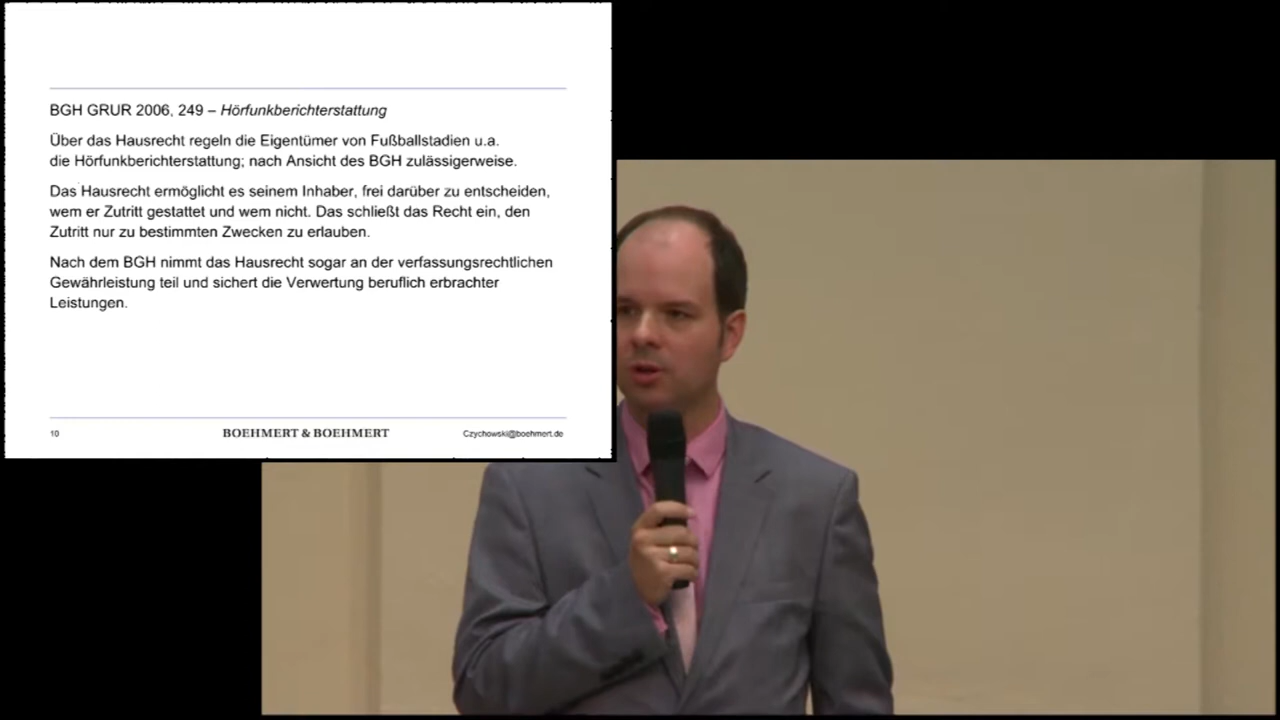 BGH GRUR 2006, 249 – Hörfunkberichterstattung
Über das Hausrecht regeln die Eigentümer von Fußballstadien u.a.
die Hörfunkberichterstattung; nach Ansicht des BGH zulässigerweise.
Das Hausrecht ermöglicht es seinem Inhaber, frei darüber zu entscheiden,
wem er Zutritt gestattet und wem nicht. Das schließt das Recht ein, den
Zutritt nur zu bestimmten Zwecken zu erlauben.
Nach dem BGH nimmt das Hausrecht sogar an der verfassungsrechtlichen
Gewährleistung teil und sichert die Verwertung beruflich erbrachter
Leistungen.
10 BOEHMERT & BOEHMERT Czychowski@boehmert.de